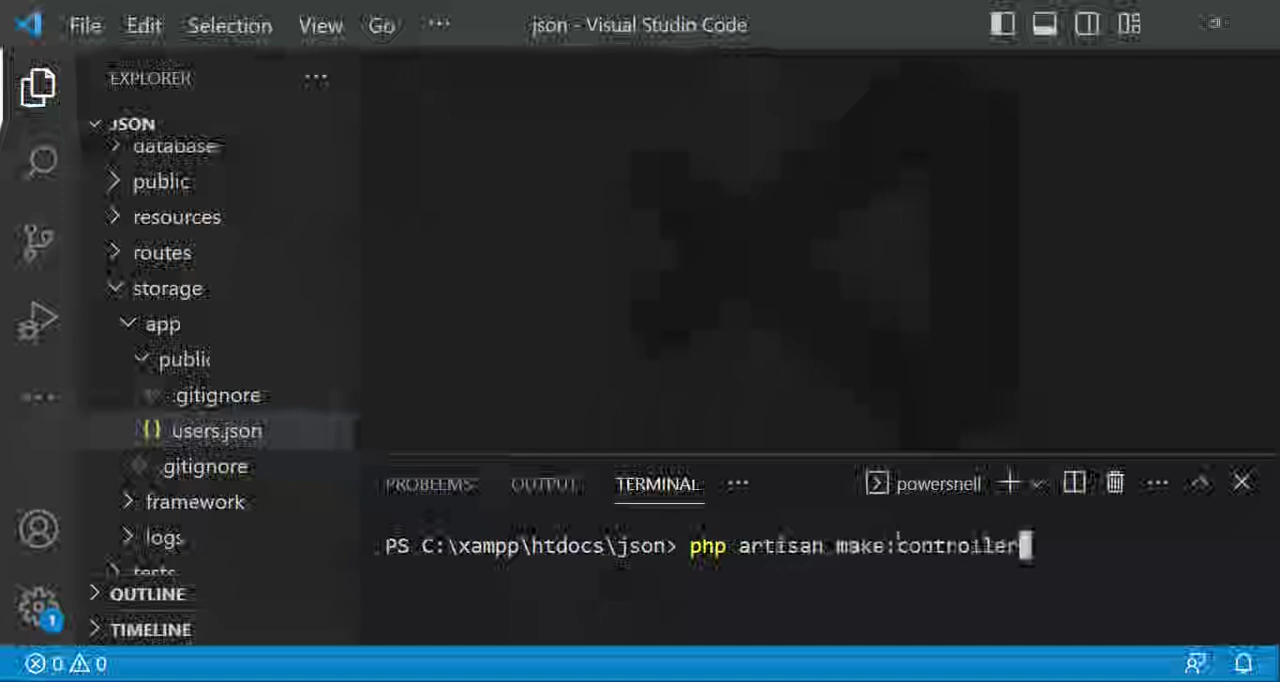 File Edit Selection View Go ··· json - Visual Studio Code
EXPLORER ···
JSON
database
public
resources
routes
storage
app
public
.gitignore
{} users.json
.gitignore
framework
logs
tests
OUTLINE
TIMELINE
PROBLEMS OUTPUT TERMINAL ··· powershell
PS C:\xampp\htdocs\json> php artisan make:controller
1
0 0